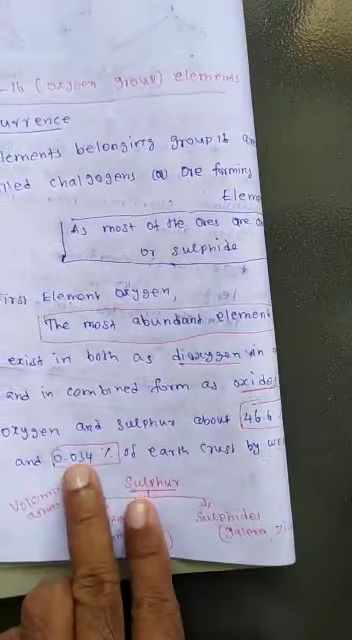 -16 (oxygen group) elements
urrence
lements belonging group 16 are
lled chalgogens (or) ore forming
Eleme
As most of the ores are o
or sulphide
First Element oxygen,
The most abundant element
exist in both as dioxygen in
and in combined form as oxides
oxygen and sulphur about 46.6
and 0.034 % of earth crust by we
Sulphur
Volcanic
Sulphides
(galena, Zi